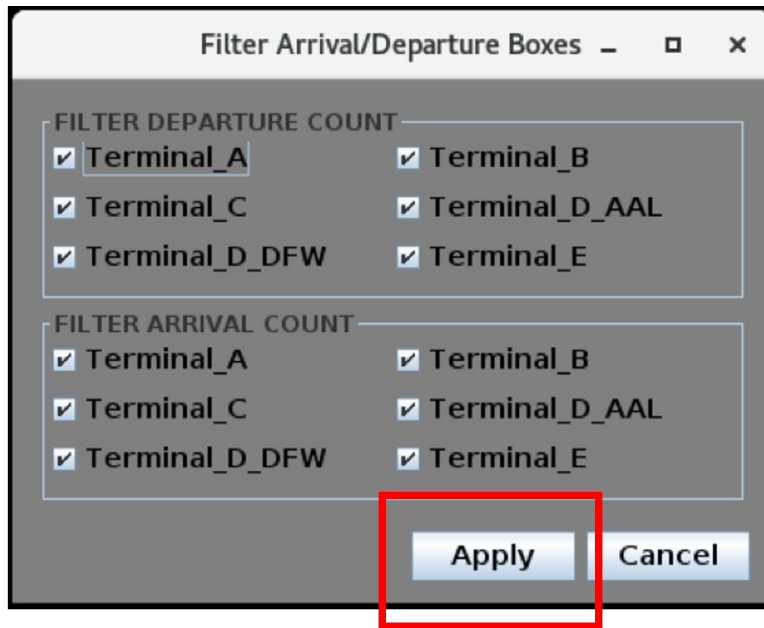 Filter Arrival/Departure Boxes
FILTER DEPARTURE COUNT
Terminal_A Terminal_B
Terminal_C Terminal_D_AAL
Terminal_D_DFW Terminal_E
FILTER ARRIVAL COUNT
Terminal_A Terminal_B
Terminal_C Terminal_D_AAL
Terminal_D_DFW Terminal_E
Apply Cancel